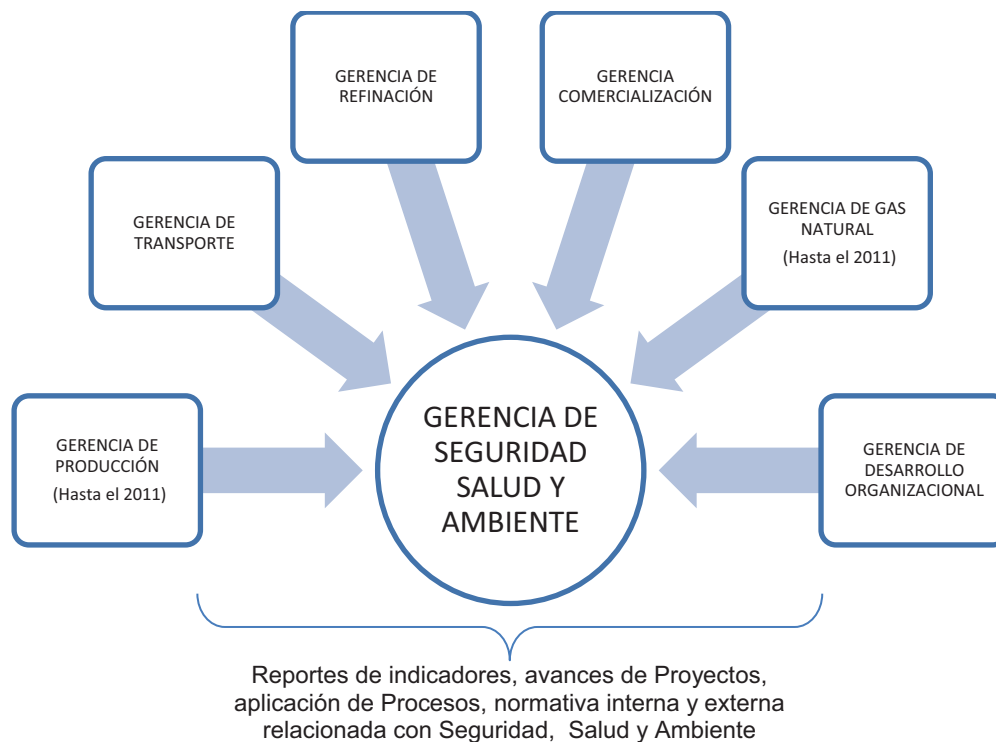 GERENCIA DE
REFINACIÓN
GERENCIA
COMERCIALIZACIÓN
GERENCIA DE
TRANSPORTE
GERENCIA DE GAS
NATURAL
(Hasta el 2011)
GERENCIA DE
PRODUCCIÓN
(Hasta el 2011)
GERENCIA DE
SEGURIDAD
SALUD Y
AMBIENTE
GERENCIA DE
DESARROLLO
ORGANIZACIONAL
Reportes de indicadores, avances de Proyectos,
aplicación de Procesos, normativa interna y externa
relacionada con Seguridad, Salud y Ambiente